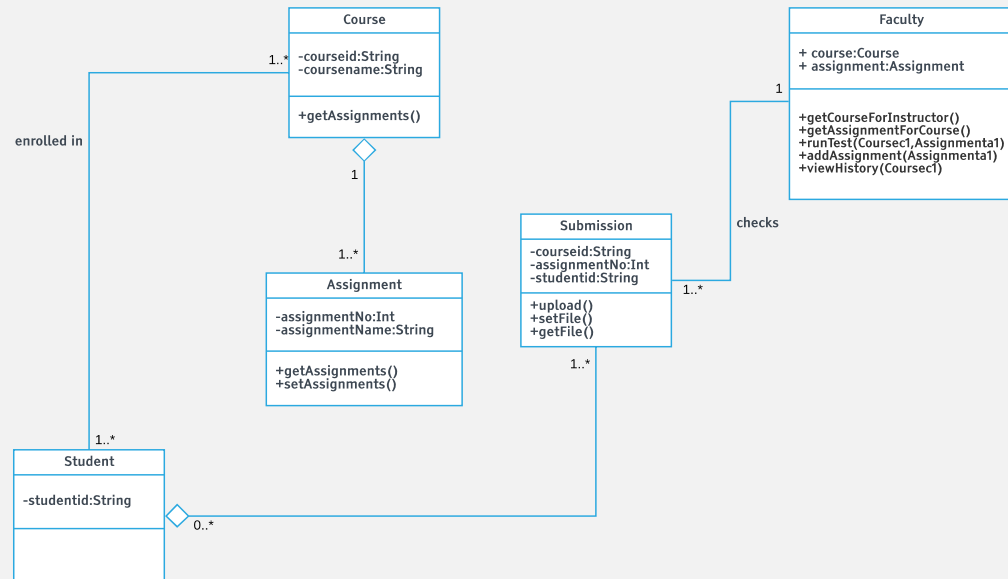 Course
-courseid:String
-coursename:String
+getAssignments()
1..*
enrolled in
1
1..*
Faculty
+ course:Course
+ assignment:Assignment
+getCourseForInstructor()
+getAssignmentForCourse()
+runTest(Coursec1,Assignmenta1)
+addAssignment(Assignmenta1)
+viewHistory(Coursec1)
1
checks
1..*
Submission
-courseid:String
-assignmentNo:Int
-studentid:String
+upload()
+setFile()
+getFile()
1..*
Assignment
-assignmentNo:Int
-assignmentName:String
+getAssignments()
+setAssignments()
1..*
Student
-studentid:String
0..*